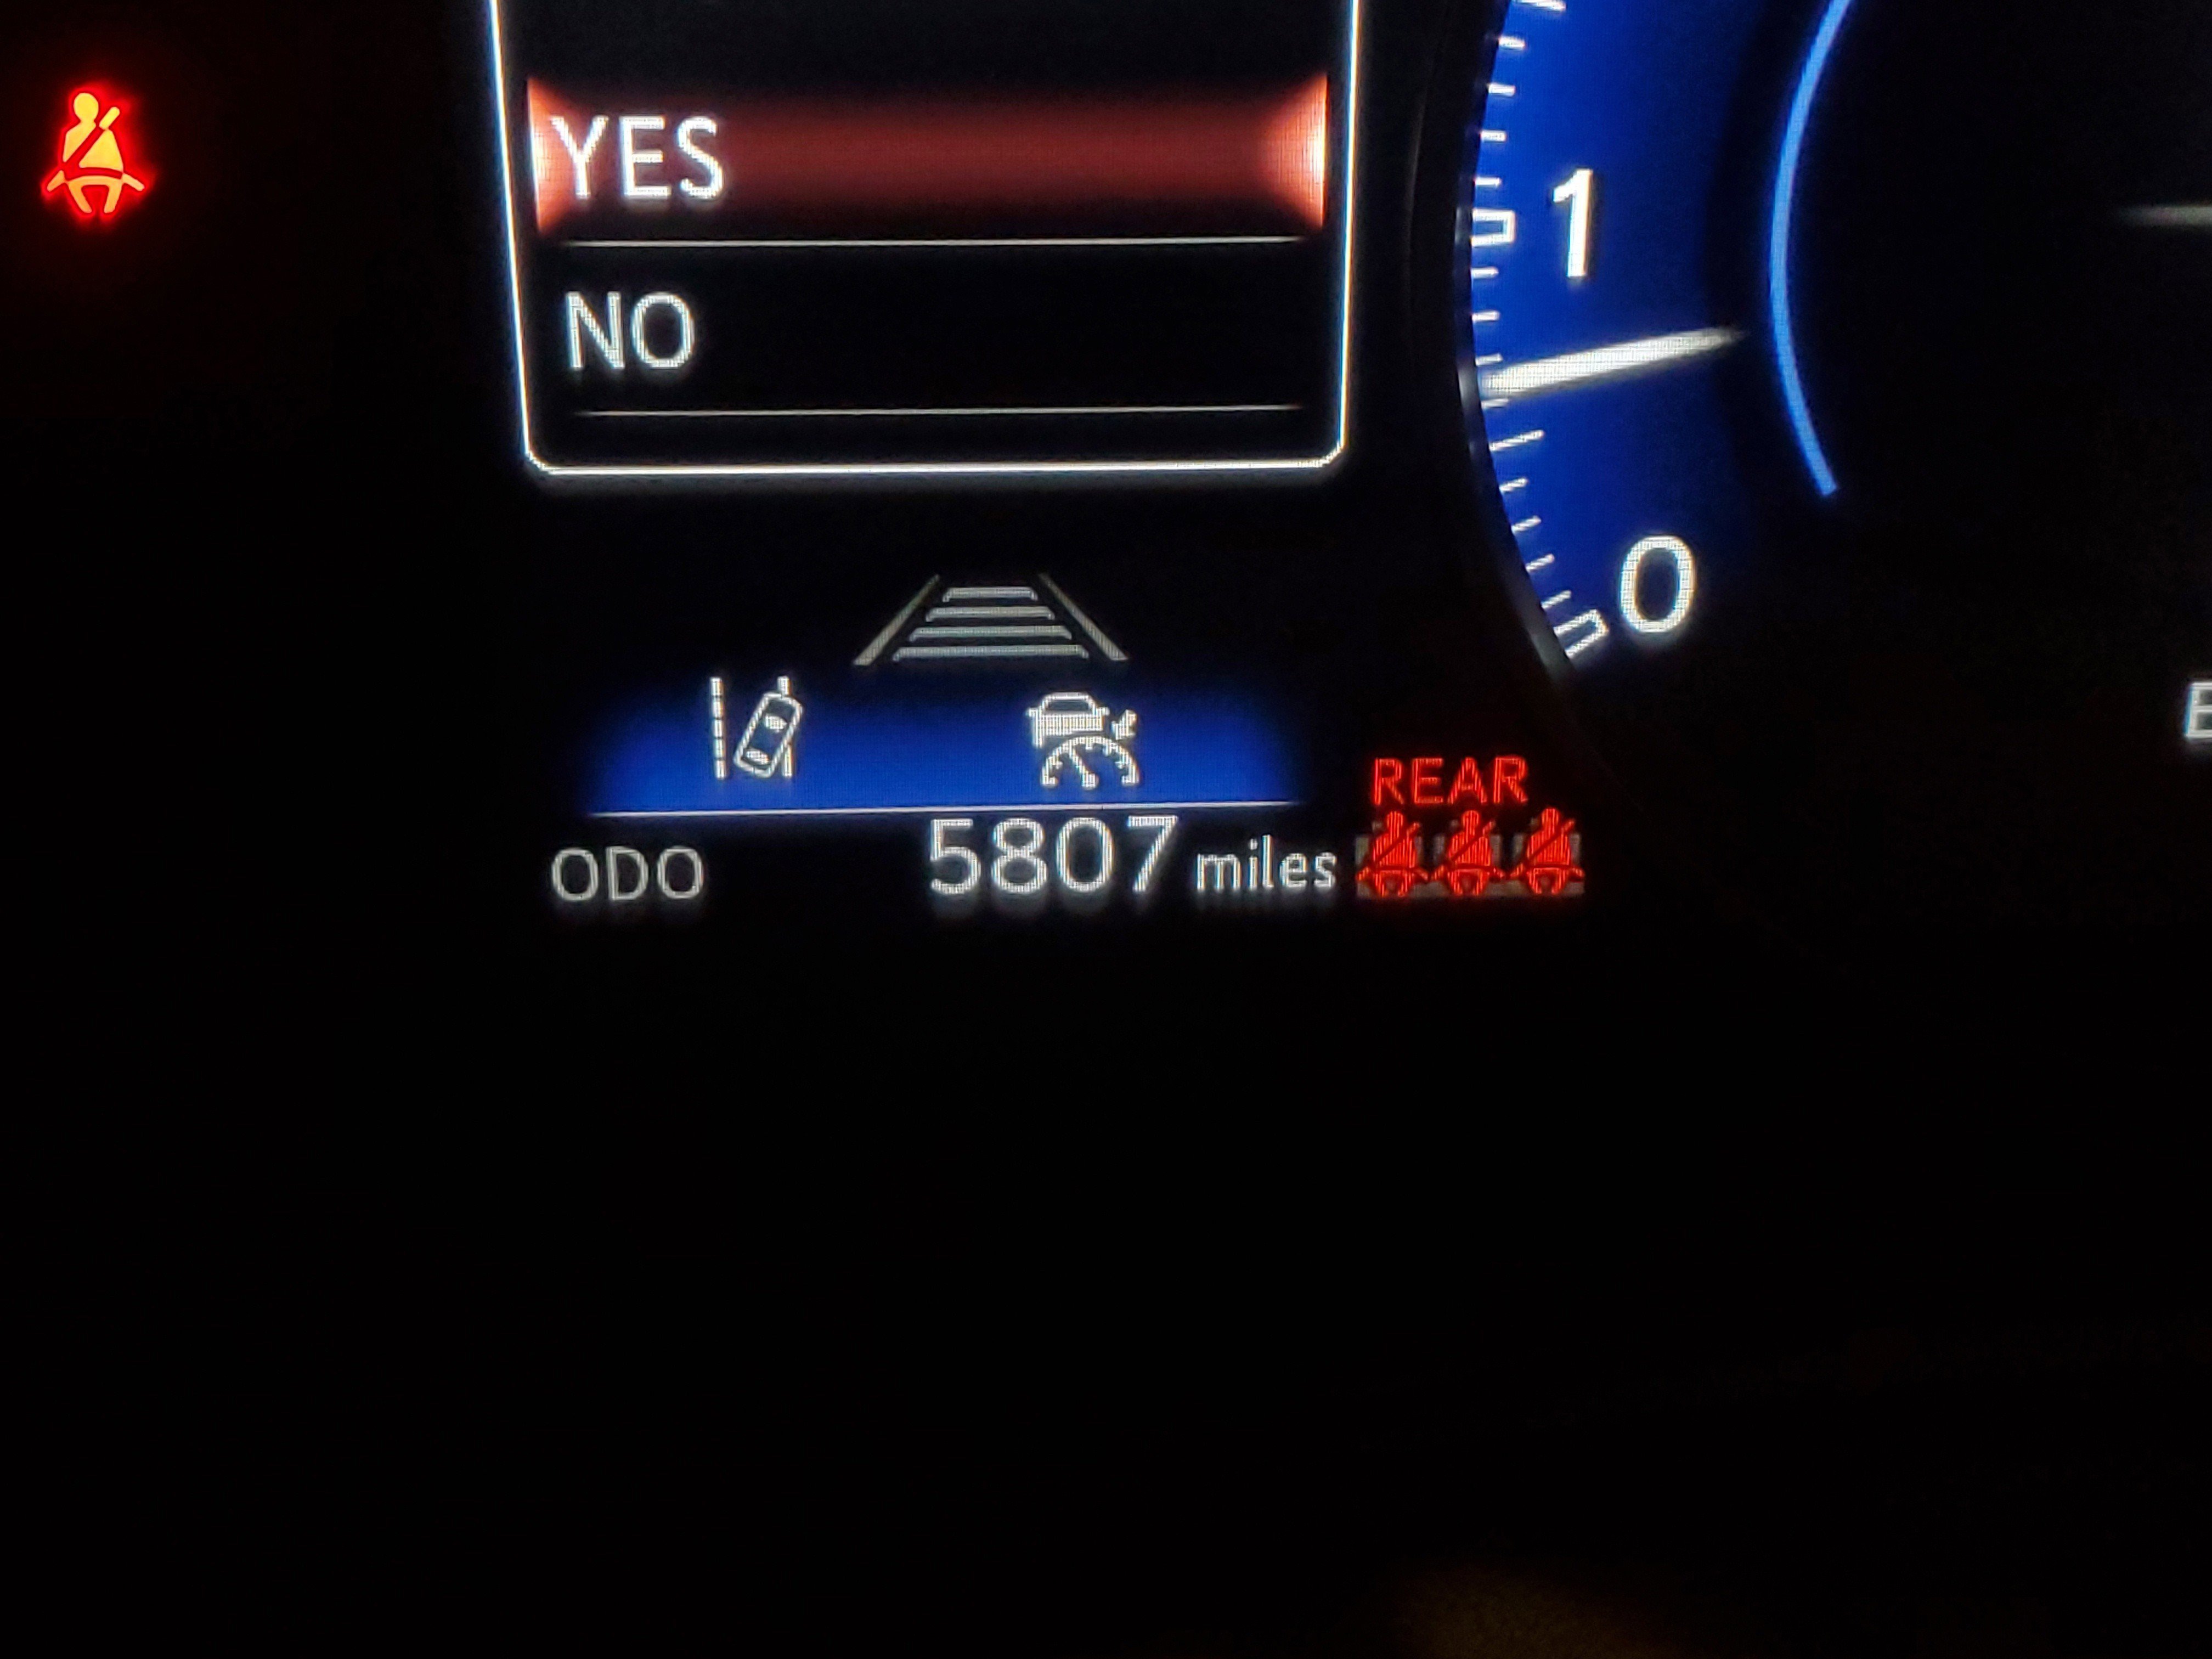 YES
NO
1
0
REAR
ODO 5807 miles